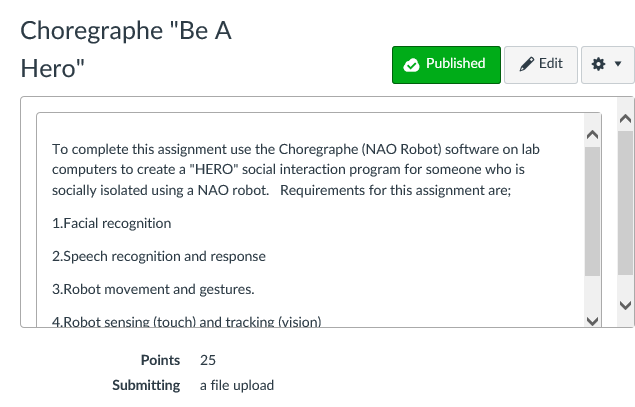 Choregraphe "Be A
Hero"
Published
Edit
To complete this assignment use the Choregraphe (NAO Robot) software on lab
computers to create a "HERO" social interaction program for someone who is
socially isolated using a NAO robot.   Requirements for this assignment are;
1.Facial recognition
2.Speech recognition and response
3.Robot movement and gestures.
4.Robot sensing (touch) and tracking (vision)
Points 25
Submitting a file upload